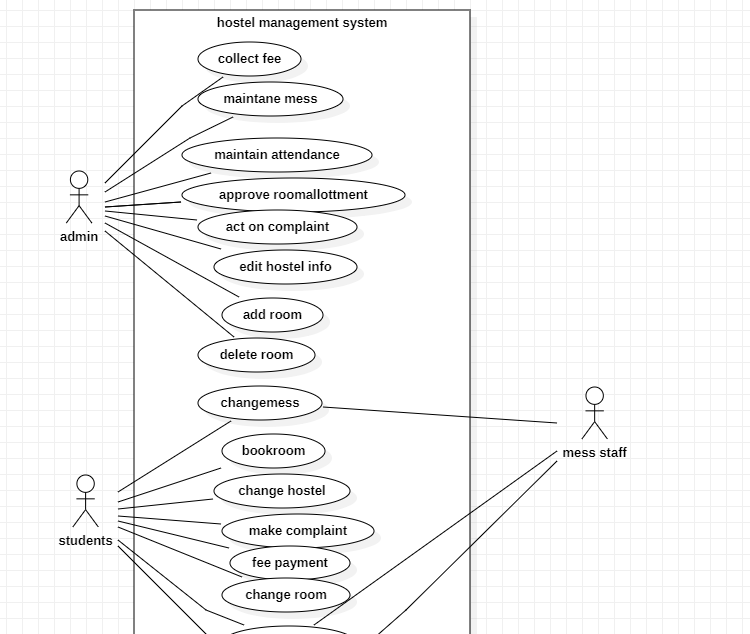 hostel management system
collect fee
maintane mess
maintain attendance
approve roomallottment
act on complaint
admin
edit hostel info
add room
delete room
changemess
bookroom
mess staff
change hostel
make complaint
students
fee payment
change room